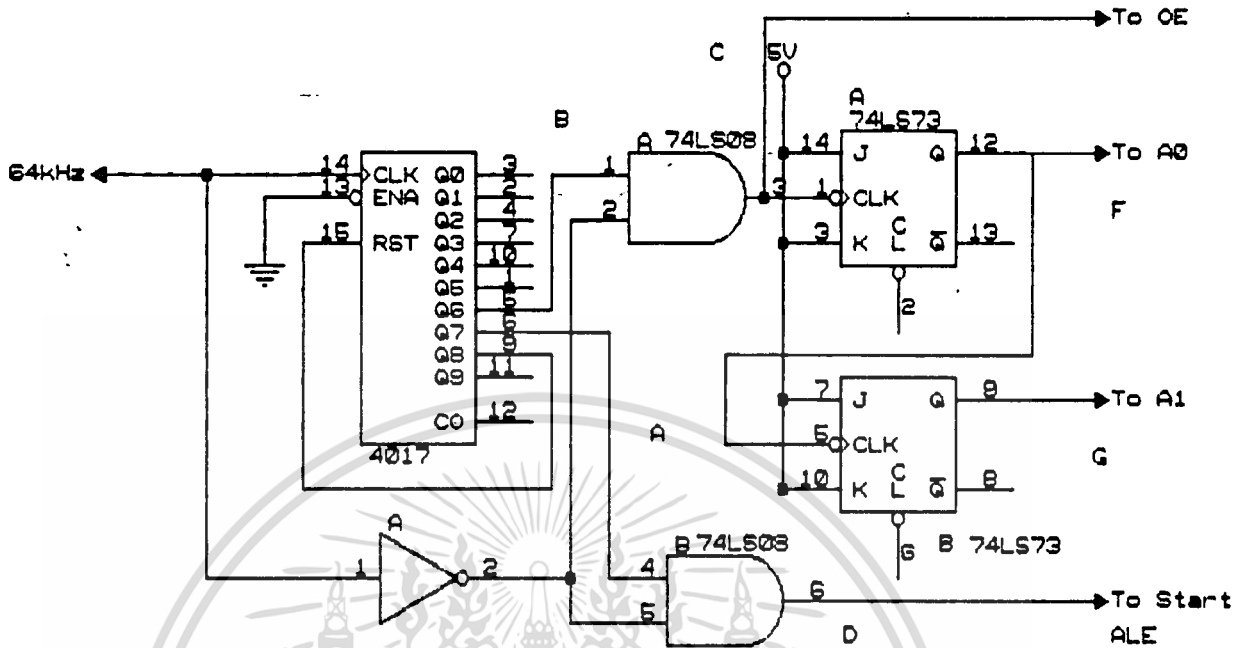 To OE
C
5V
A
74LS73
B
A 74LS08
14 J Q 12
To A0
64kHz
14 CLK Q0 3
1
3 1 CLK
F
13 ENA Q1 2
2
3 K C L Q 13
Q2 4
15 RST Q3 7
2
Q4 10
Q5 1
Q6 5
Q7 6
Q8 9
Q9 11
7 J Q 9
To A1
CO 12
A
CLK
G
4017
10 K C L Q 8
A
B 74LS08
B 74LS73
1 2
4
6
5
To Start
D
ALE